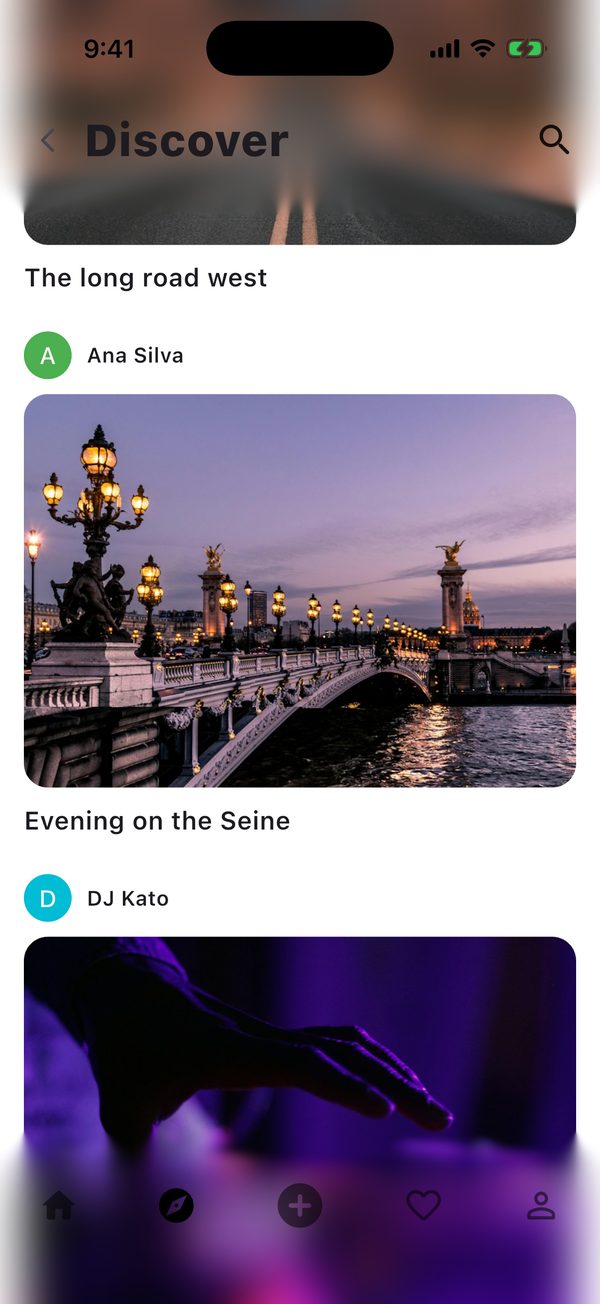 9:41
Discover
The long road west
A
Ana Silva
Evening on the Seine
D
DJ Kato